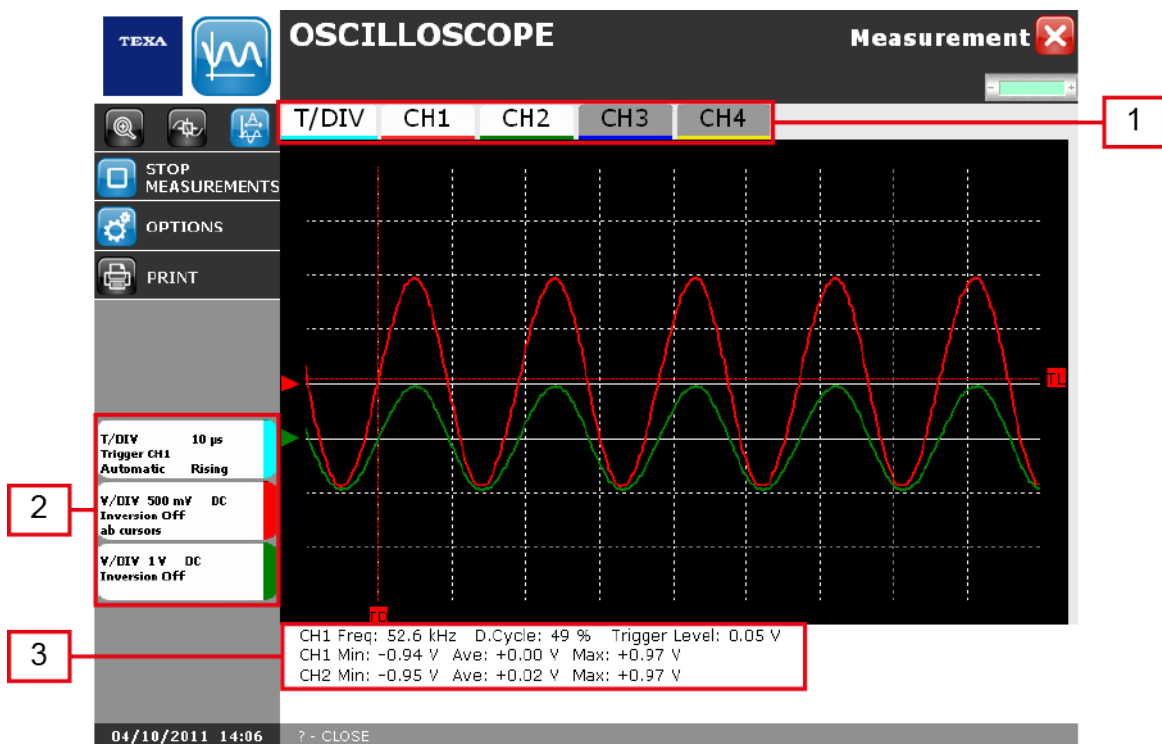 TEXA
OSCILLOSCOPE
Measurement
T/DIV CH1 CH2 CH3 CH4
1
STOP
MEASUREMENTS
OPTIONS
PRINT
TL
T/DIV 10 µs
Trigger CH1
Automatic Rising
2
V/DIV 500 mV DC
Inversion Off
ab cursors
V/DIV 1 V DC
Inversion Off
3
CH1 Freq: 52.6 kHz D.Cycle: 49 % Trigger Level: 0.05 V
CH1 Min: -0.94 V Ave: +0.00 V Max: +0.97 V
CH2 Min: -0.95 V Ave: +0.02 V Max: +0.97 V
04/10/2011 14:06
? - CLOSE